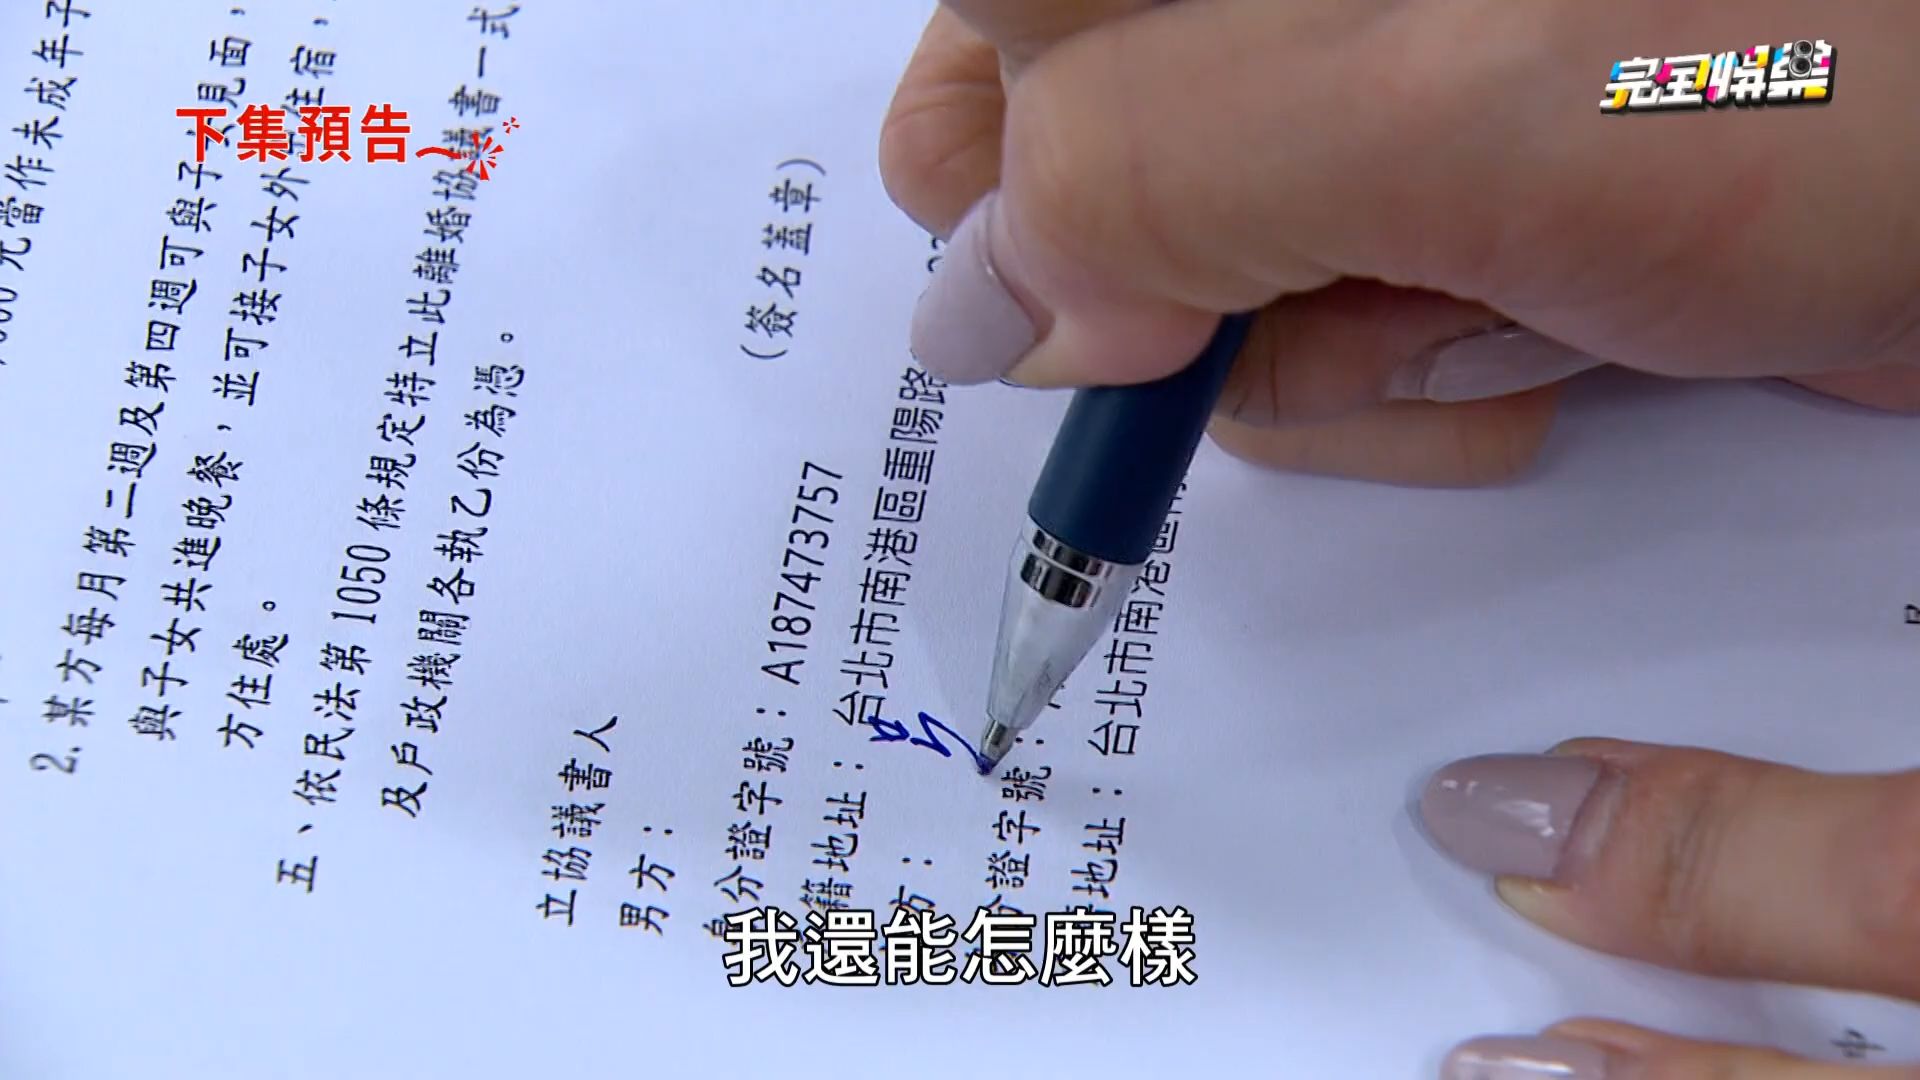 完全娛樂
下集預告
元當作未成年子
2. 某方每月第二週及第四週可與子女見面，
與子女共進晚餐，並可接子女外出住宿，
方住處。
五、依民法第 1050 條規定特立此離婚協議書一式
及戶政機關各執乙份為憑。
立協議書人
男方： （簽名蓋章）
身分證字號：A187473757
籍地址：台北市南港區重陽路
方：
分證字號：
地址：台北市南港區
我還能怎麼樣